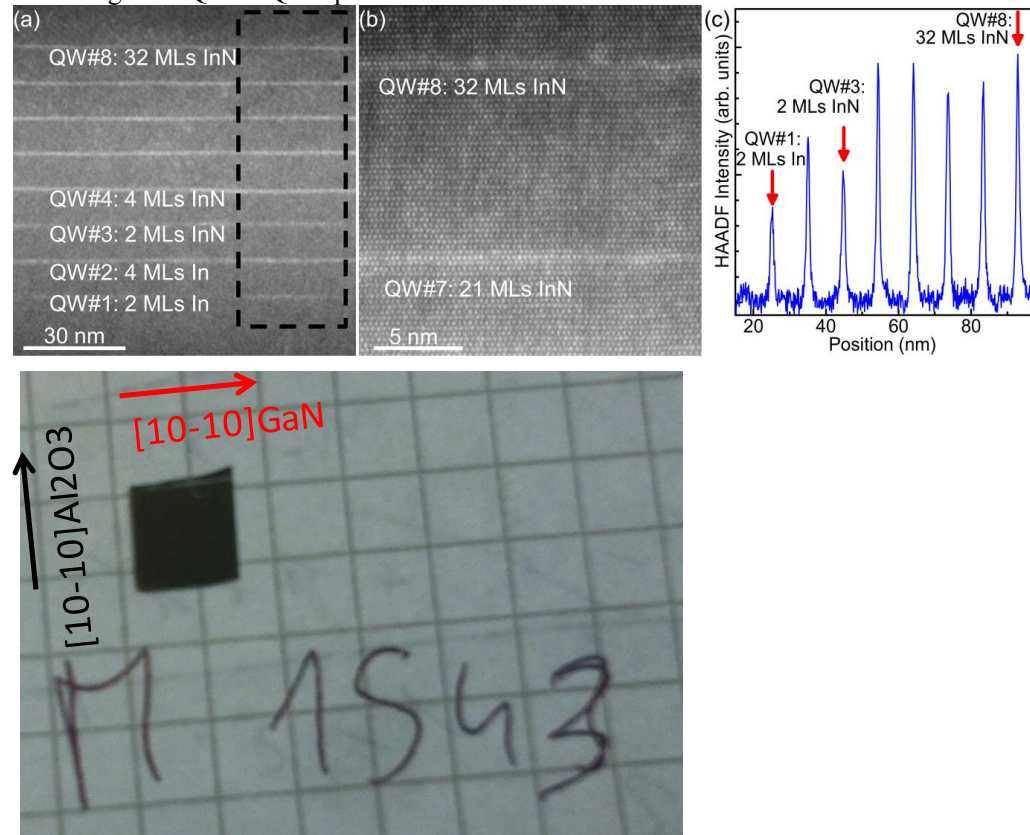 (a)
QW#8: 32 MLs InN
QW#4: 4 MLs InN
QW#3: 2 MLs InN
QW#2: 4 MLs In
QW#1: 2 MLs In
30 nm
(b)
QW#8: 32 MLs InN
QW#7: 21 MLs InN
5 nm
(c)
HAADF Intensity (arb. units)
QW#8:
32 MLs InN
QW#3:
2 MLs InN
QW#1:
2 MLs In
20 40 60 80
Position (nm)
[10-10]GaN
[10-10]Al2O3
M 1543